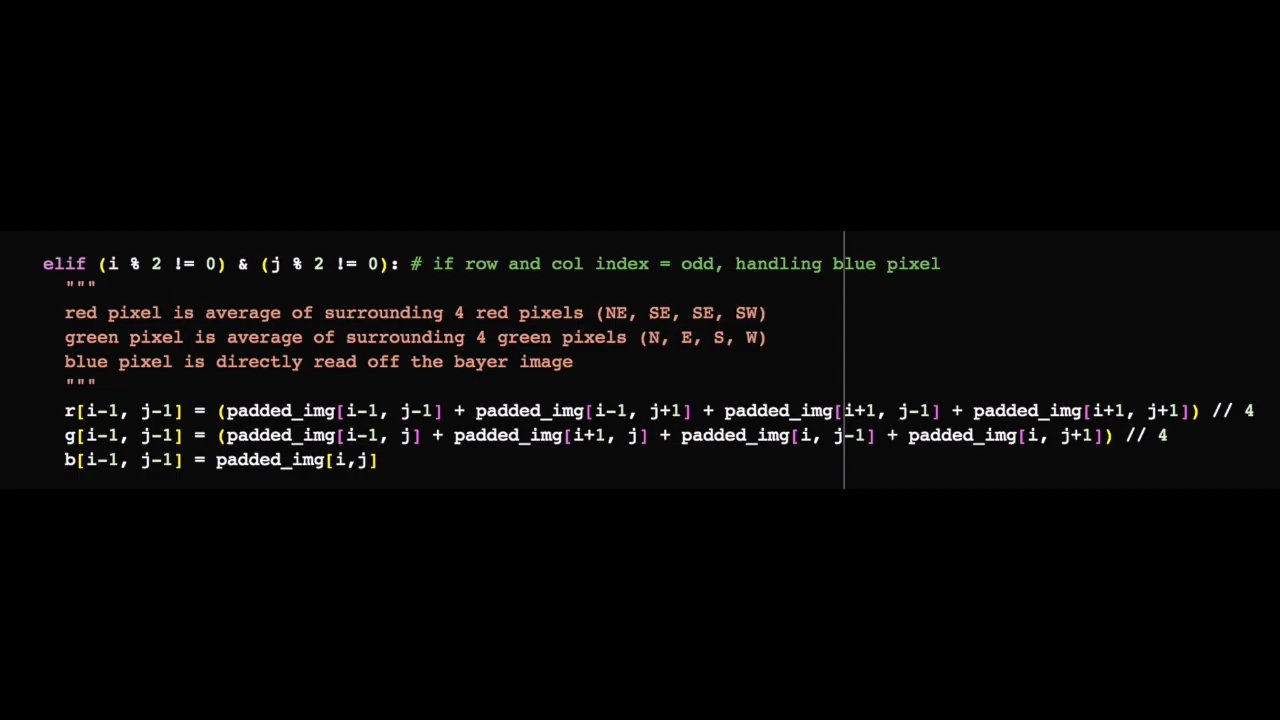 elif (i % 2 != 0) & (j % 2 != 0): # if row and col index = odd, handling blue pixel
"""
red pixel is average of surrounding 4 red pixels (NE, SE, SE, SW)
green pixel is average of surrounding 4 green pixels (N, E, S, W)
blue pixel is directly read off the bayer image
"""
r[i-1, j-1] = (padded_img[i-1, j-1] + padded_img[i-1, j+1] + padded_img[i+1, j-1] + padded_img[i+1, j+1]) // 4
g[i-1, j-1] = (padded_img[i-1, j] + padded_img[i+1, j] + padded_img[i, j-1] + padded_img[i, j+1]) // 4
b[i-1, j-1] = padded_img[i,j]